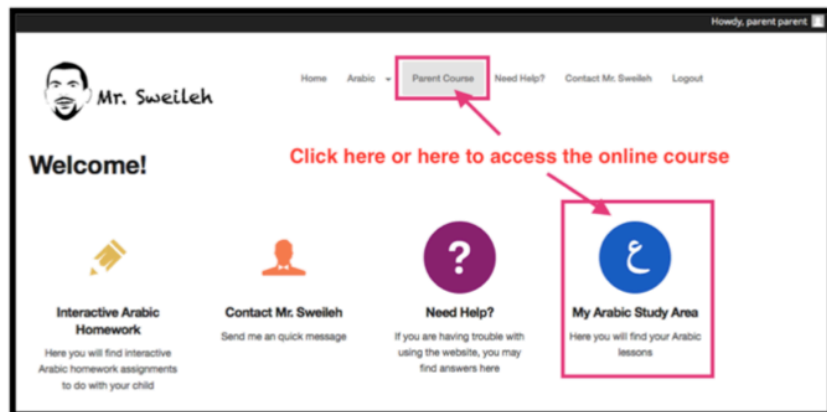 Howdy, parent parent
Mr. Sweileh
Home Arabic Parent Course Need Help? Contact Mr. Sweileh Logout
Click here or here to access the online course
Welcome!
?
ع
Interactive Arabic
Homework
Here you will find interactive
Arabic homework assignments
to do with your child
Contact Mr. Sweileh
Send me an quick message
Need Help?
If you are having trouble with
using the website, you may
find answers here
My Arabic Study Area
Here you will find your Arabic
lessons